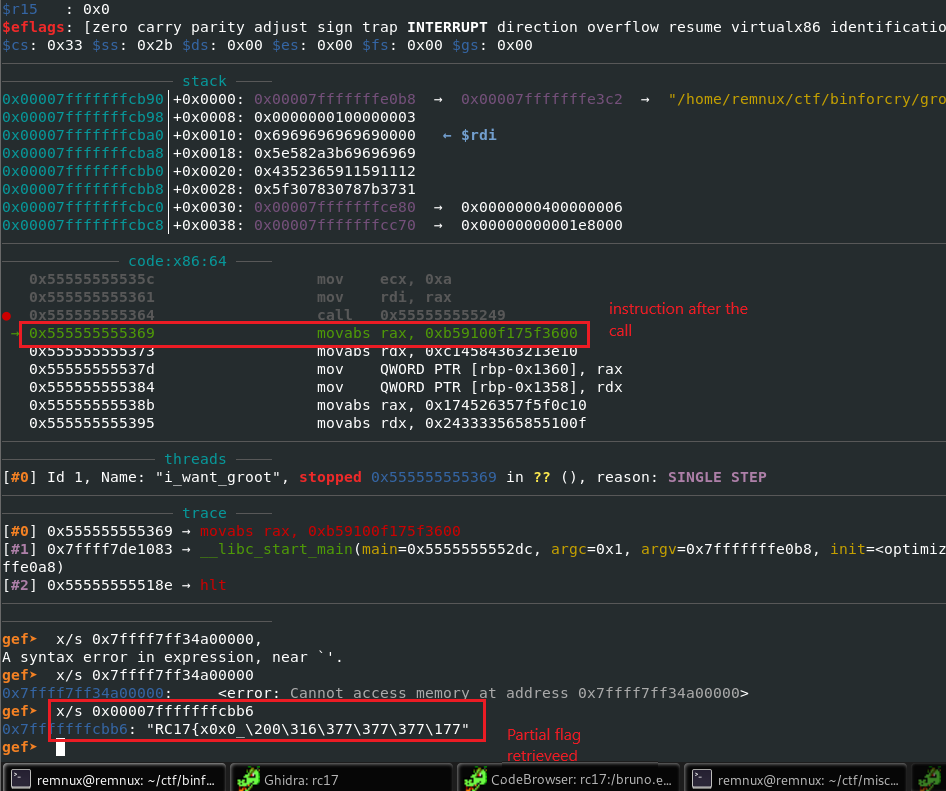 $r15   : 0x0
$eflags: [zero carry parity adjust sign trap INTERRUPT direction overflow resume virtualx86 identificatio
$cs: 0x33 $ss: 0x2b $ds: 0x00 $es: 0x00 $fs: 0x00 $gs: 0x00
stack
0x00007fffffffcb90│+0x0000: 0x00007fffffffe0b8  →  0x00007fffffffe3c2  →  "/home/remnux/ctf/binforcry/gro
0x00007fffffffcb98│+0x0008: 0x0000000100000003
0x00007fffffffcba0│+0x0010: 0x6969696969690000   ← $rdi
0x00007fffffffcba8│+0x0018: 0x5e582a3b69696969
0x00007fffffffcbb0│+0x0020: 0x4352365911591112
0x00007fffffffcbb8│+0x0028: 0x5f307830787b3731
0x00007fffffffcbc0│+0x0030: 0x00007fffffffce80  →  0x0000000400000006
0x00007fffffffcbc8│+0x0038: 0x00007fffffffcc70  →  0x00000000001e8000
code:x86:64
0x55555555535c                  mov    ecx, 0xa
0x555555555361                  mov    rdi, rax
0x555555555364                  call   0x555555555249
→ 0x555555555369                  movabs rax, 0xb59100f175f3600
0x555555555373                  movabs rdx, 0xc14584363213e10
0x55555555537d                  mov    QWORD PTR [rbp-0x1360], rax
0x555555555384                  mov    QWORD PTR [rbp-0x1358], rdx
0x55555555538b                  movabs rax, 0x174526357f5f0c10
0x555555555395                  movabs rdx, 0x243333565855100f
instruction after the
call
threads
[#0] Id 1, Name: "i_want_groot", stopped 0x555555555369 in ?? (), reason: SINGLE STEP
trace
[#0] 0x555555555369 → movabs rax, 0xb59100f175f3600
[#1] 0x7ffff7de1083 → __libc_start_main(main=0x5555555552dc, argc=0x1, argv=0x7fffffffe0b8, init=<optimiz
ffe0a8)
[#2] 0x55555555518e → hlt
gef➤  x/s 0x7ffff7ff34a00000,
A syntax error in expression, near `'.
gef➤  x/s 0x7ffff7ff34a00000
0x7ffff7ff34a00000:     <error: Cannot access memory at address 0x7ffff7ff34a00000>
gef➤  x/s 0x00007fffffffcbb6
0x7fffffffcbb6: "RC17{x0x0_\200\316\377\377\377\177"
gef➤
Partial flag
retrieveed
remnux@remnux: ~/ctf/binf...
Ghidra: rc17
CodeBrowser: rc17:/bruno.e...
remnux@remnux: ~/ctf/misc...